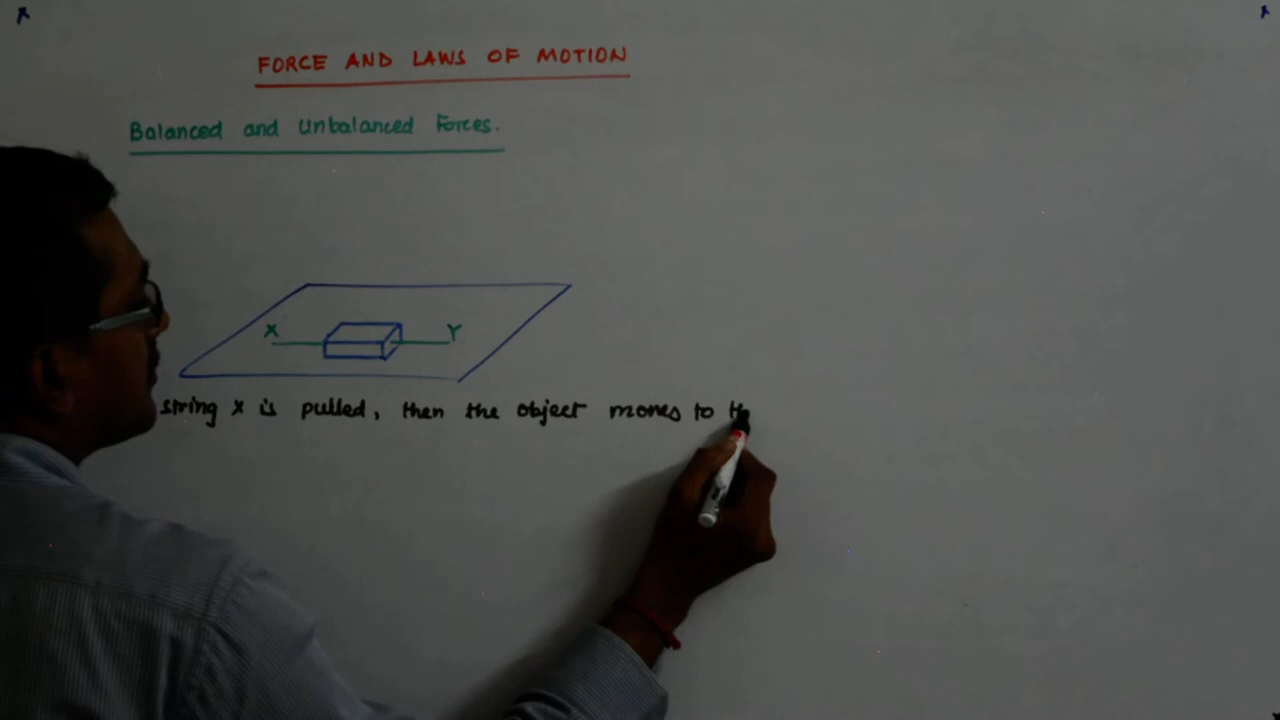 FORCE AND LAWS OF MOTION
Balanced and Unbalanced Forces.
X Y
string X is pulled, then the object moves to th